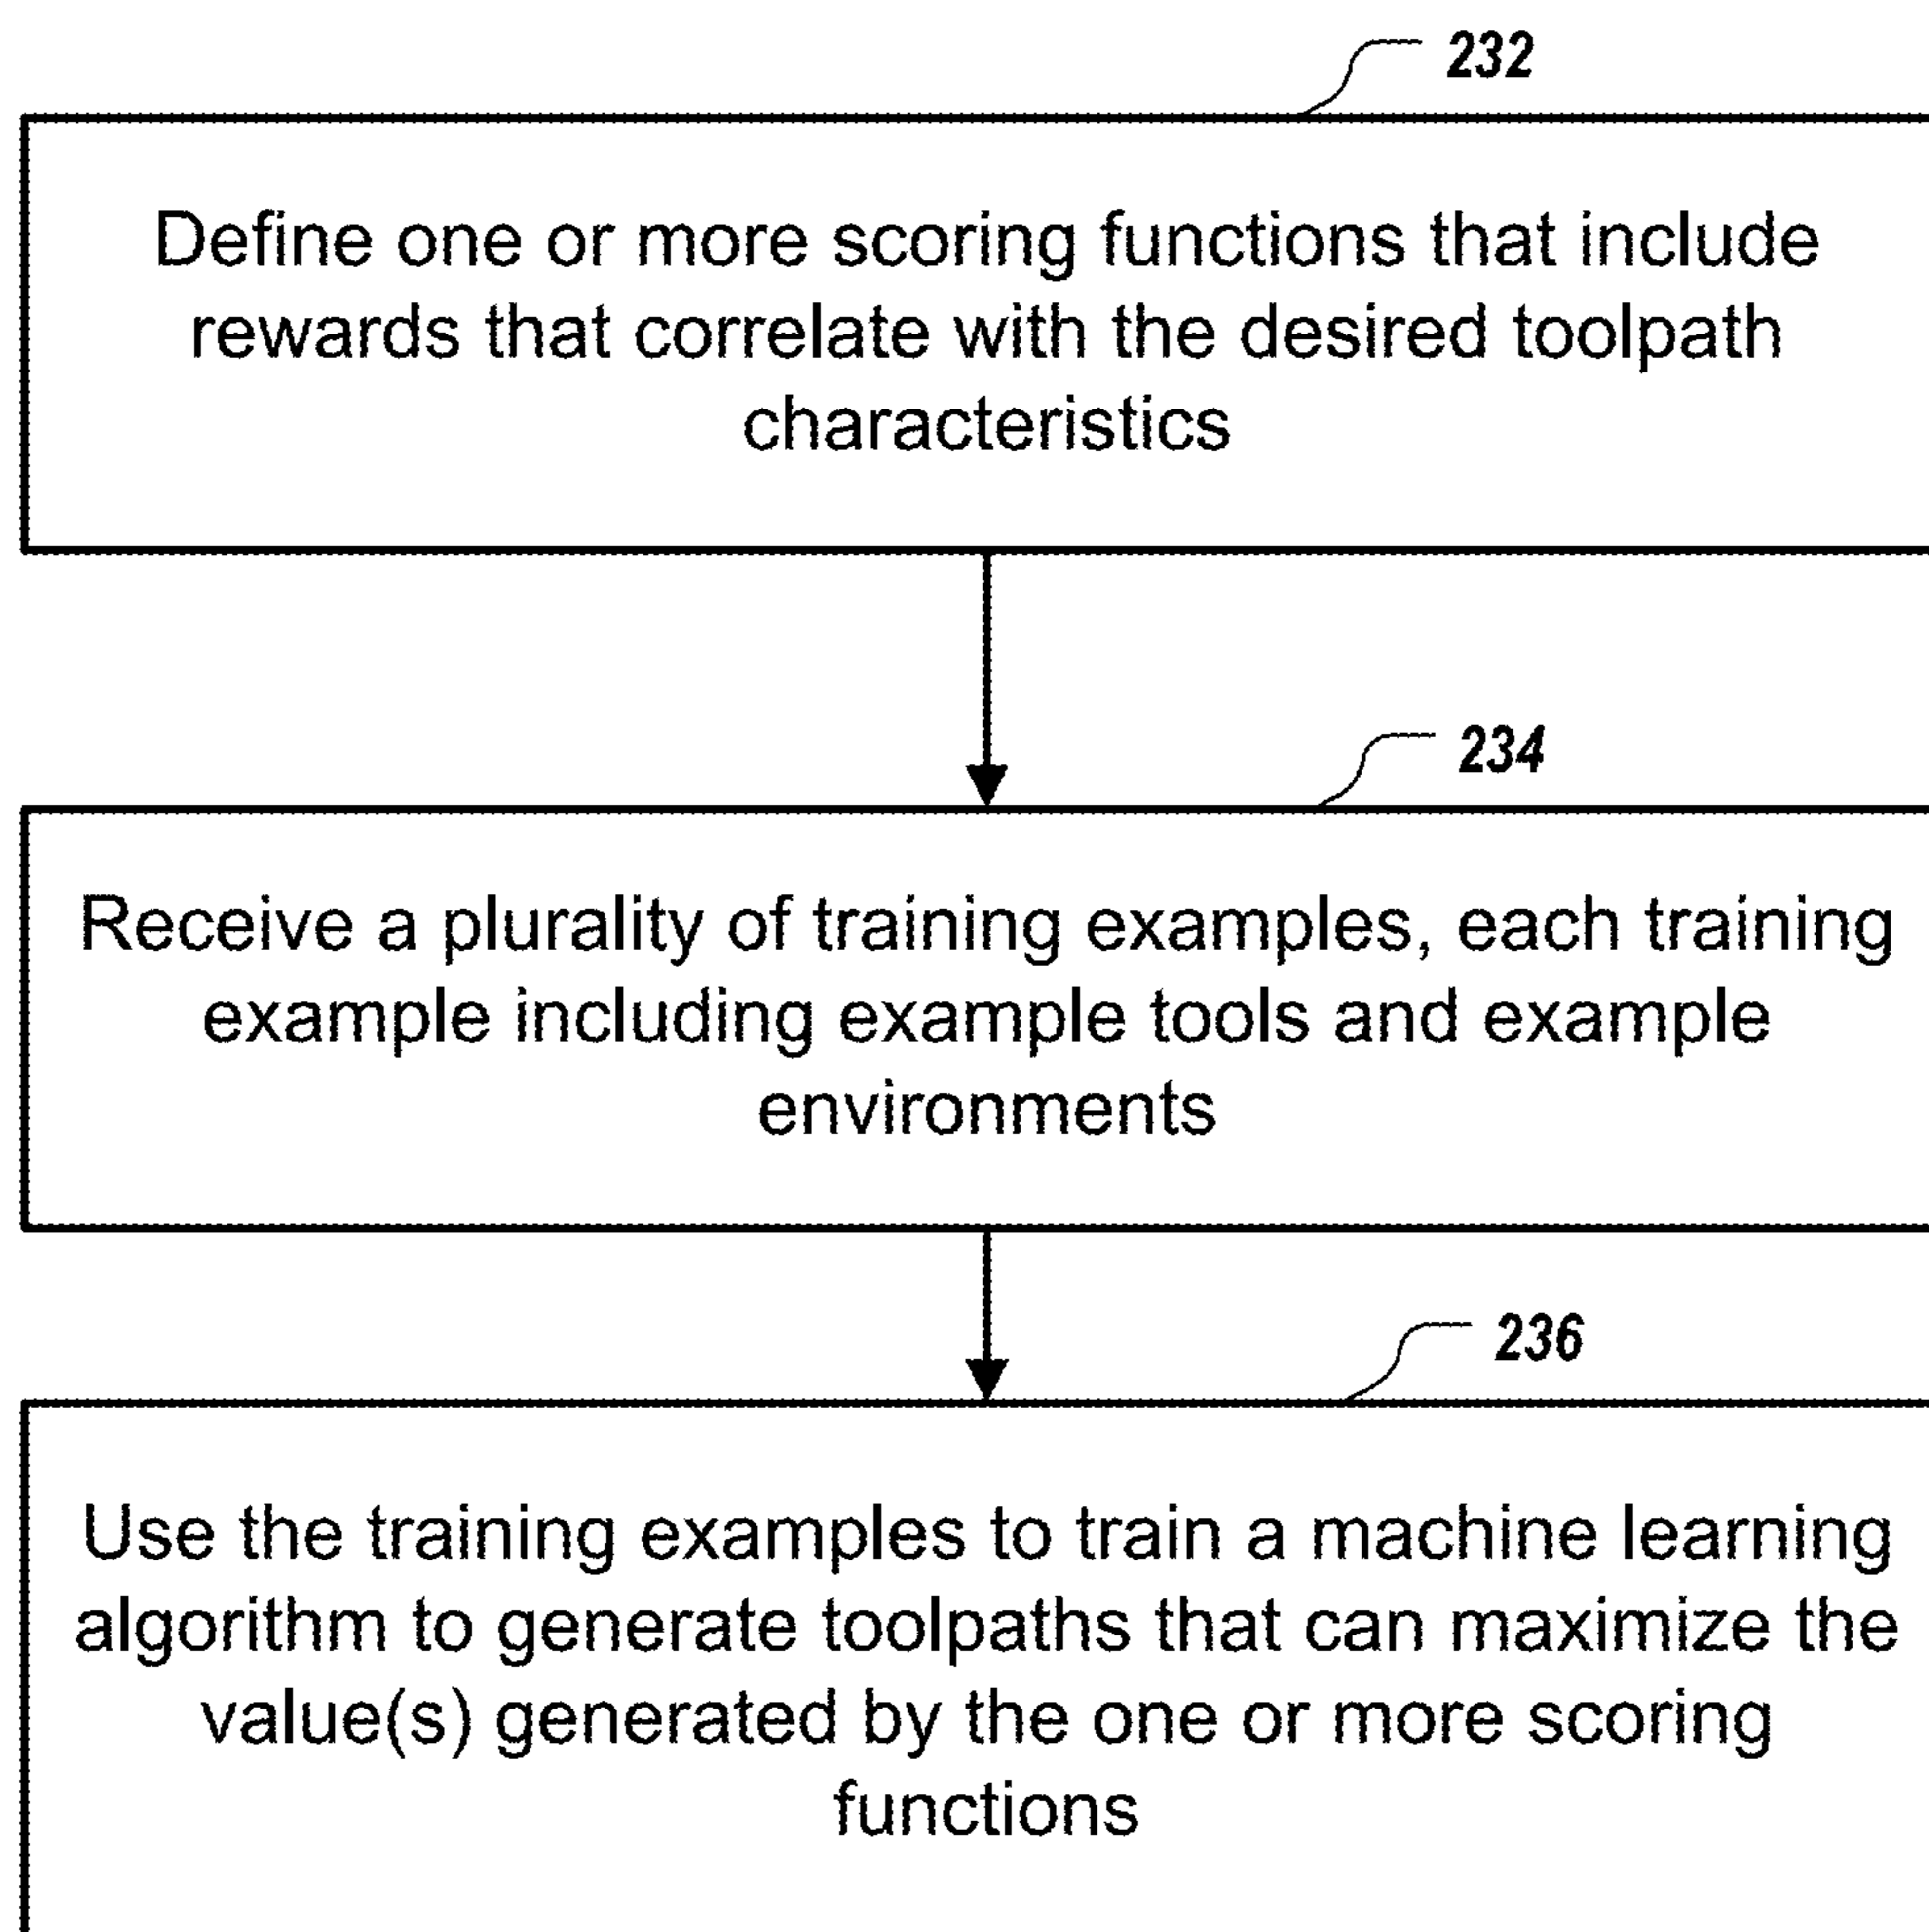 232
Define one or more scoring functions that include
rewards that correlate with the desired toolpath
characteristics
234
Receive a plurality of training examples, each training
example including example tools and example
environments
236
Use the training examples to train a machine learning
algorithm to generate toolpaths that can maximize the
value(s) generated by the one or more scoring
functions